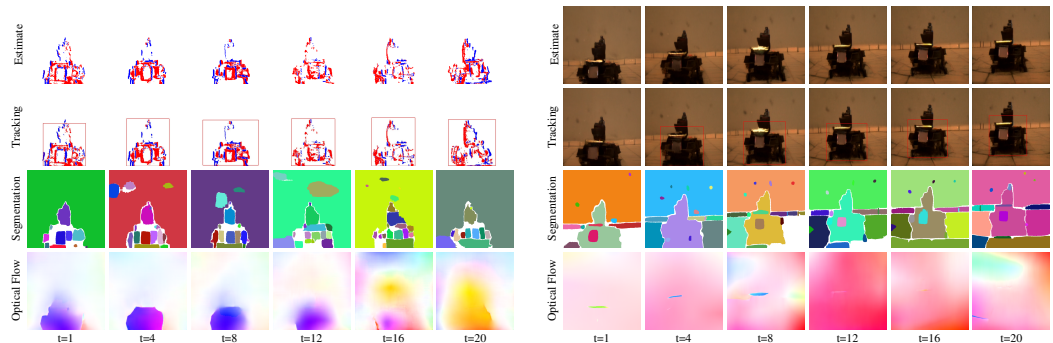 Estimate
Tracking
Segmentation
Optical Flow
t=1 t=4 t=8 t=12 t=16 t=20
Estimate
Tracking
Segmentation
Optical Flow
t=1 t=4 t=8 t=12 t=16 t=20